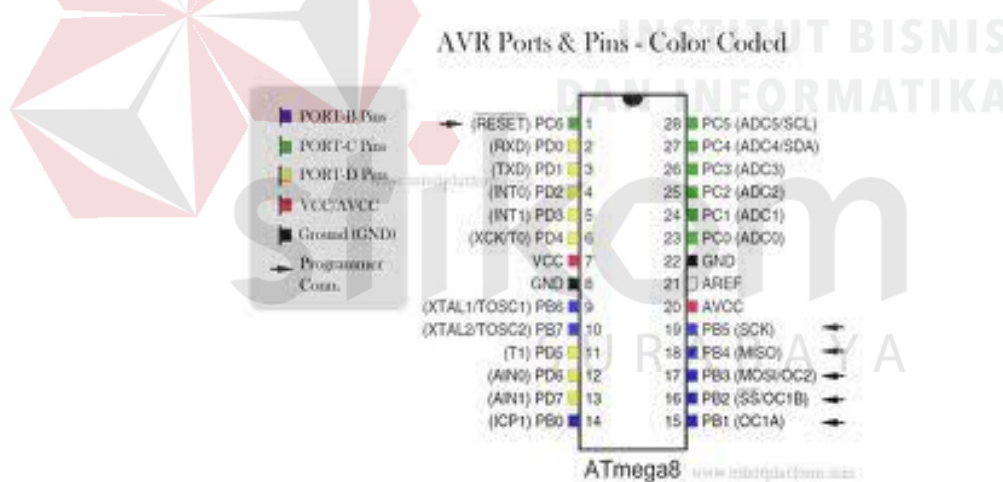 INSTITUT BISNIS
DAN INFORMATIKA
stikom
SURABAYA
AVR Ports & Pins - Color Coded
PORT-B Pins
PORT-C Pins
PORT-D Pins
VCC/AVCC
Ground (GND)
Programmer
Conn.
(RESET) PC6 1
(RXD) PD0 2
(TXD) PD1 3
(INT0) PD2 4
(INT1) PD3 5
(XCK/T0) PD4 6
VCC 7
GND 8
(XTAL1/TOSC1) PB6 9
(XTAL2/TOSC2) PB7 10
(T1) PD5 11
(AIN0) PD6 12
(AIN1) PD7 13
(ICP1) PB0 14
28 PC5 (ADC5/SCL)
27 PC4 (ADC4/SDA)
26 PC3 (ADC3)
25 PC2 (ADC2)
24 PC1 (ADC1)
23 PC0 (ADC0)
22 GND
21 AREF
20 AVCC
19 PB5 (SCK)
18 PB4 (MISO)
17 PB3 (MOSI/OC2)
16 PB2 (SS/OC1B)
15 PB1 (OC1A)
ATmega8